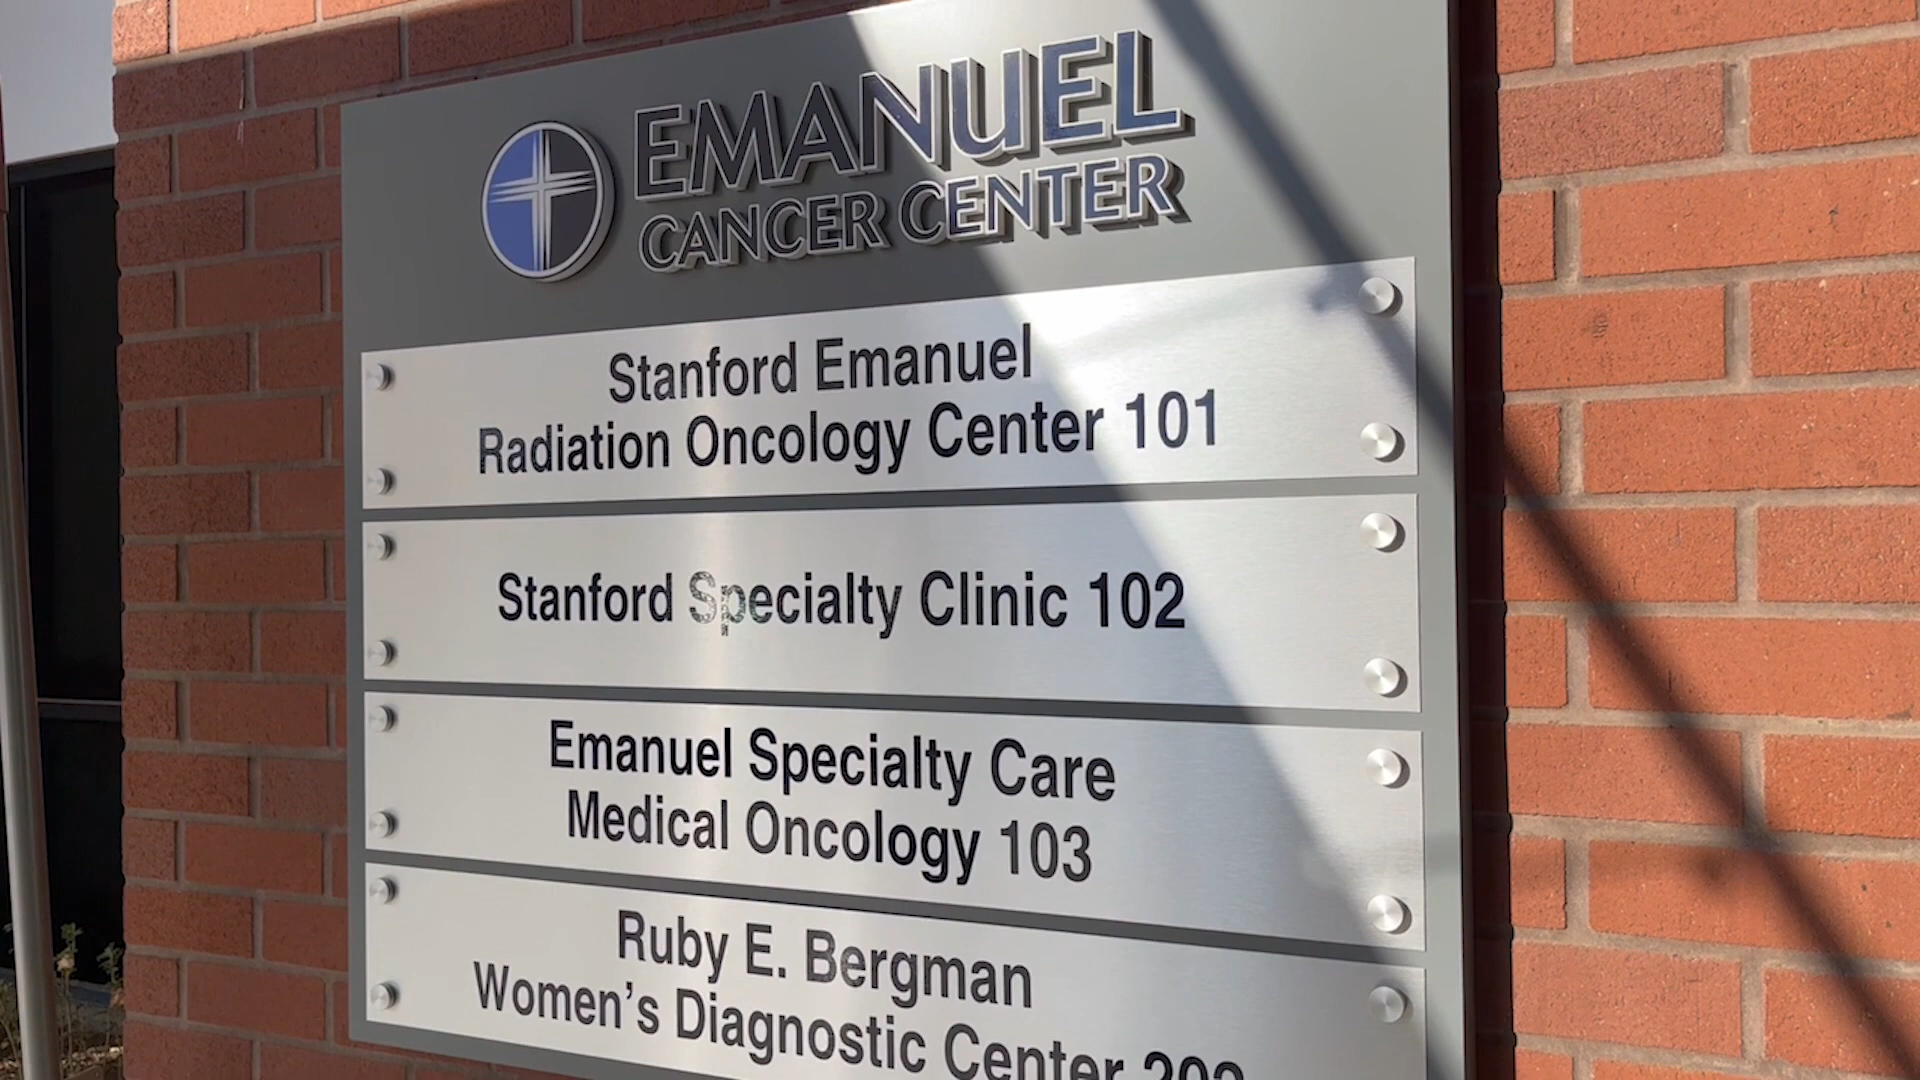 EMANUEL
CANCER CENTER
Stanford Emanuel
Radiation Oncology Center 101
Stanford Specialty Clinic 102
Emanuel Specialty Care
Medical Oncology 103
Ruby E. Bergman
Women's Diagnostic Center